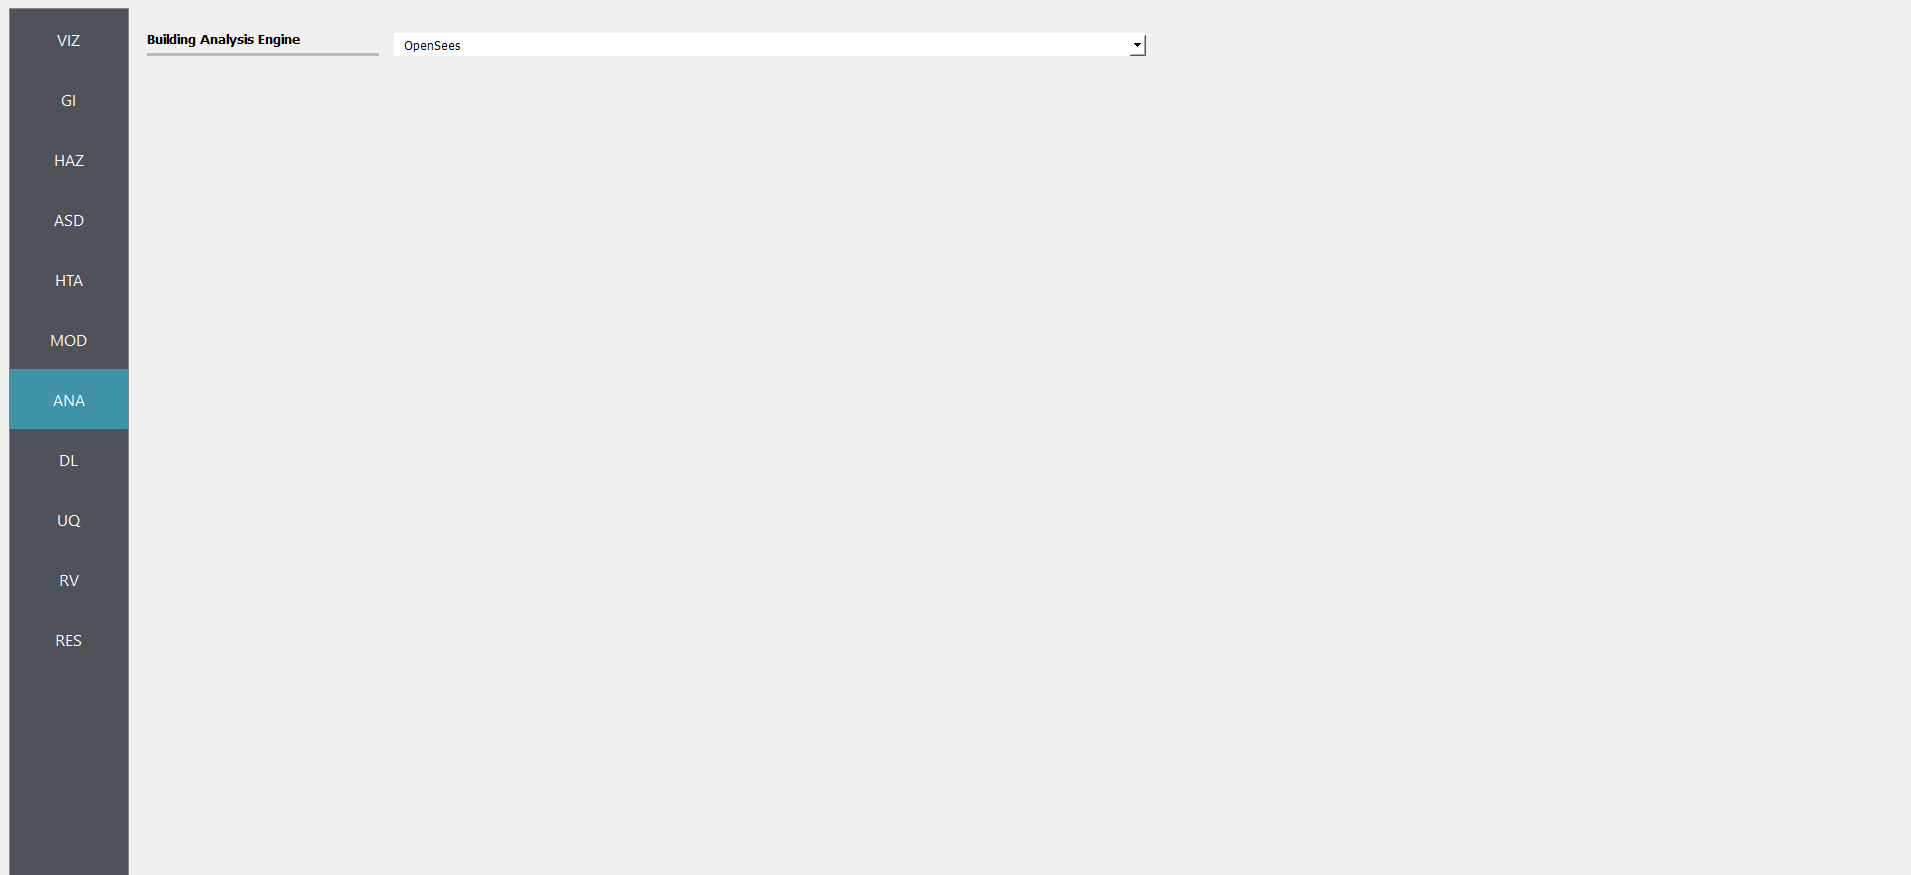 VIZ
GI
HAZ
ASD
HTA
MOD
ANA
DL
UQ
RV
RES
Building Analysis Engine
OpenSees